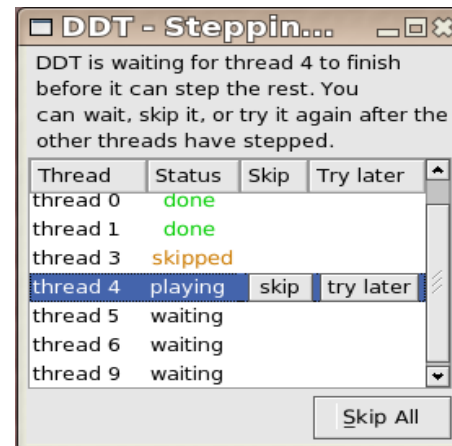 DDT - Steppin...
DDT is waiting for thread 4 to finish
before it can step the rest. You
can wait, skip it, or try it again after the
other threads have stepped.
Thread Status Skip Try later
thread 0 done
thread 1 done
thread 3 skipped
thread 4 playing skip try later
thread 5 waiting
thread 6 waiting
thread 9 waiting
Skip All